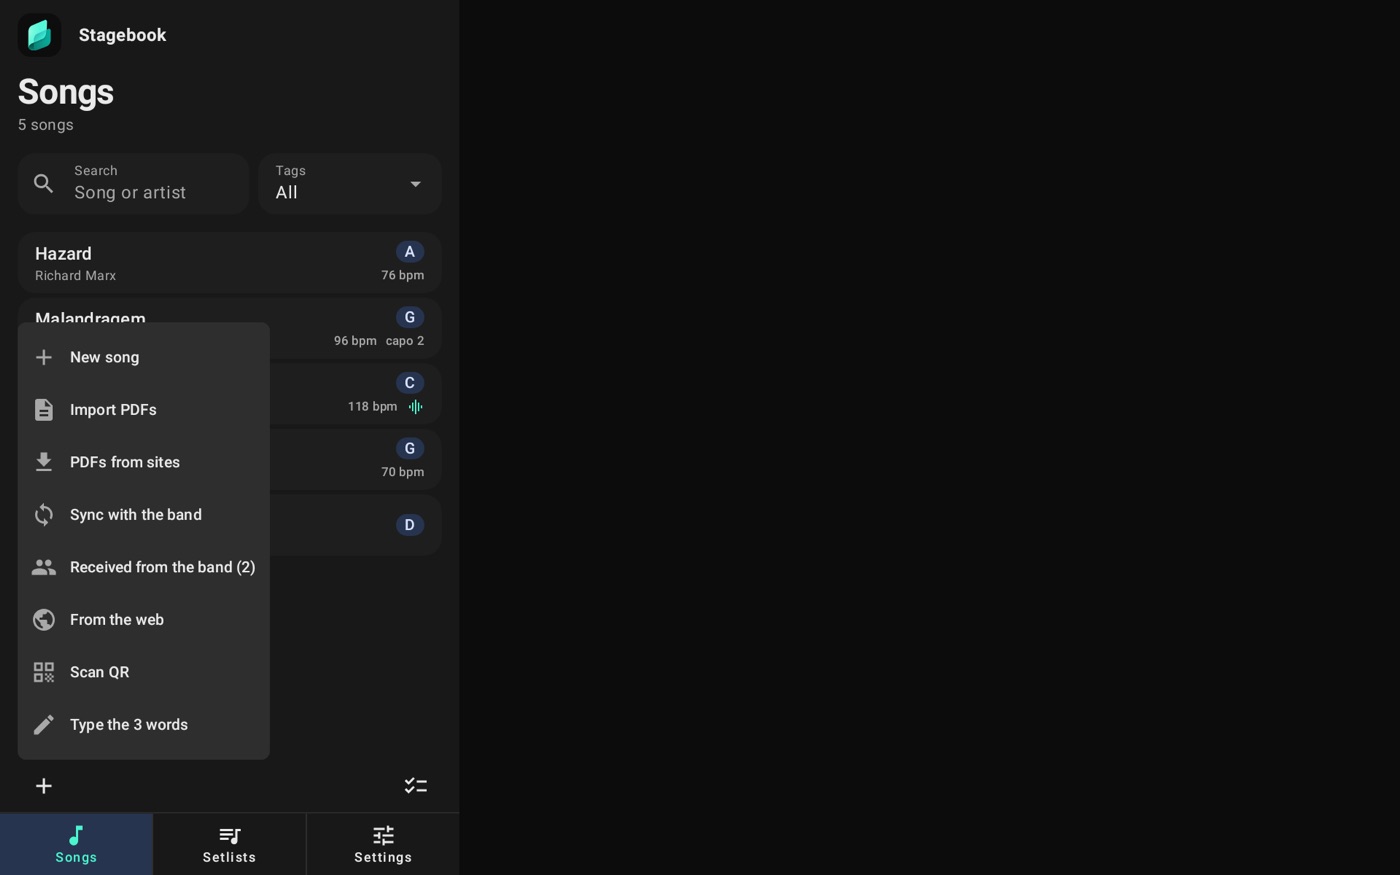 Stagebook
Songs
5 songs
Search
Song or artist
Tags
All
Hazard
A
Richard Marx
76 bpm
Malandragem
G
96 bpm capo 2
New song
C
Import PDFs
118 bpm
G
PDFs from sites
70 bpm
Sync with the band
D
Received from the band (2)
From the web
Scan QR
Type the 3 words
Songs
Setlists
Settings